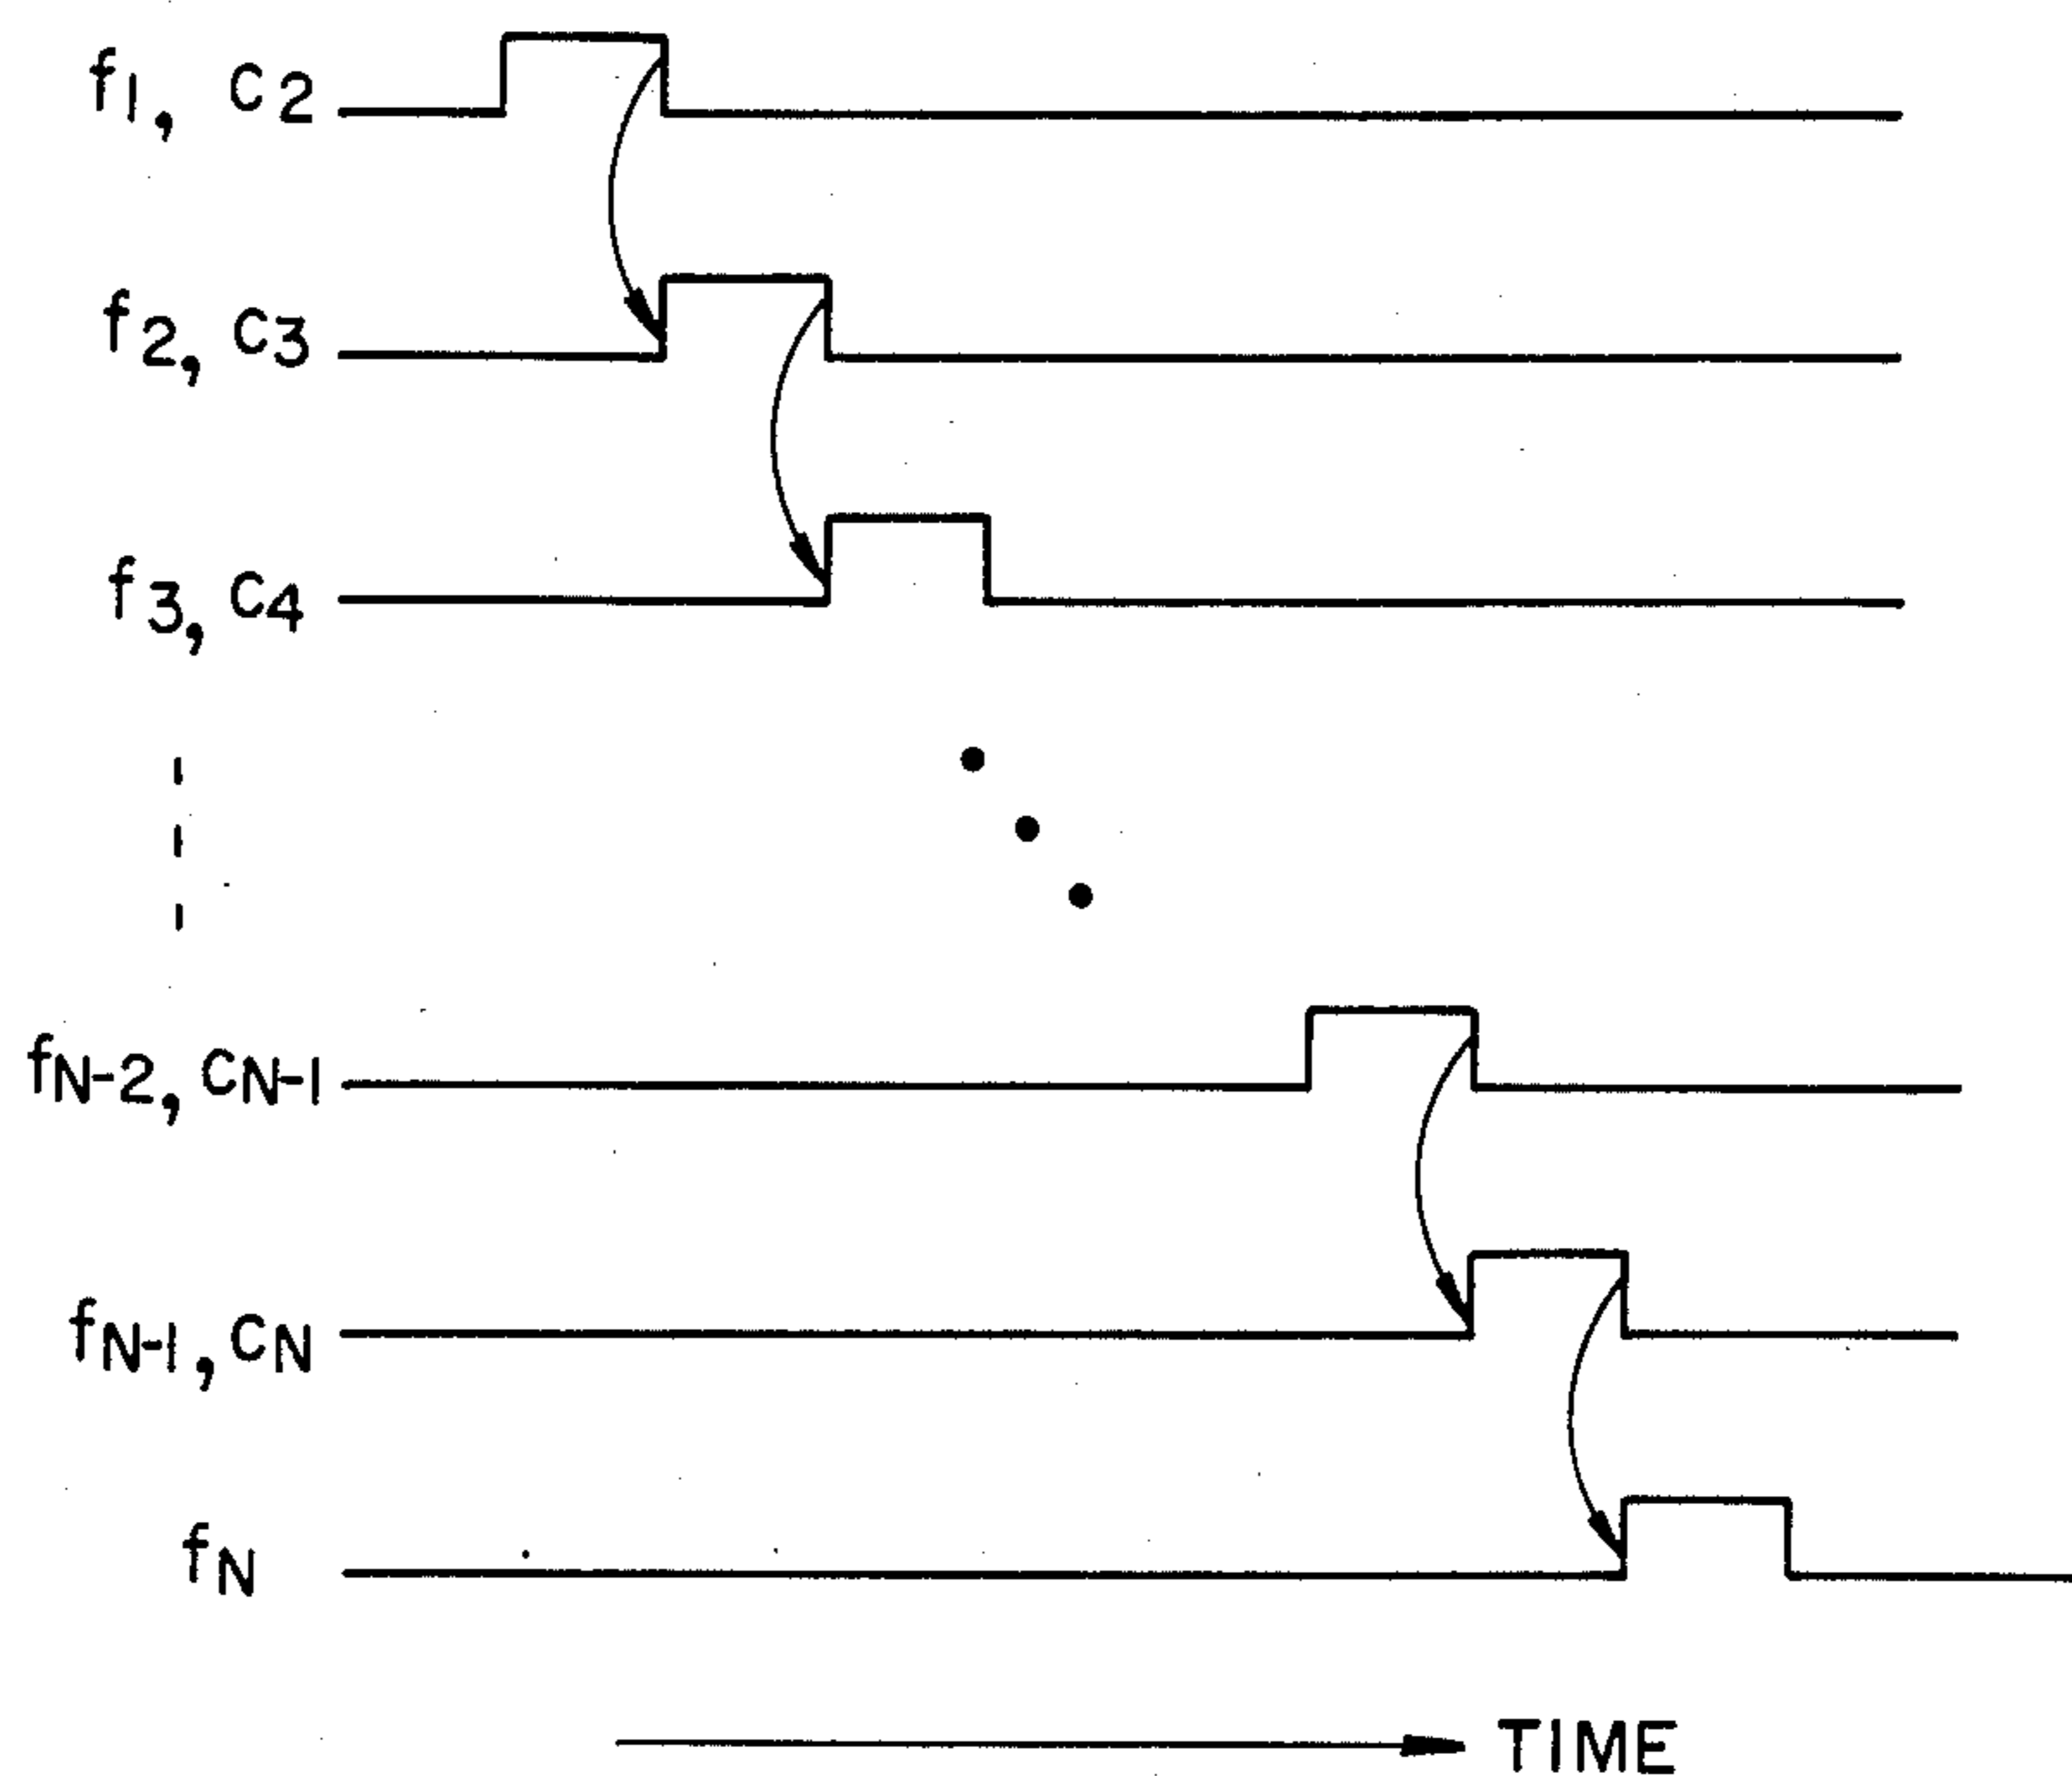 f1, C2
f2, C3
f3, C4
fN-2, CN-1
fN-1, CN
fN
TIME